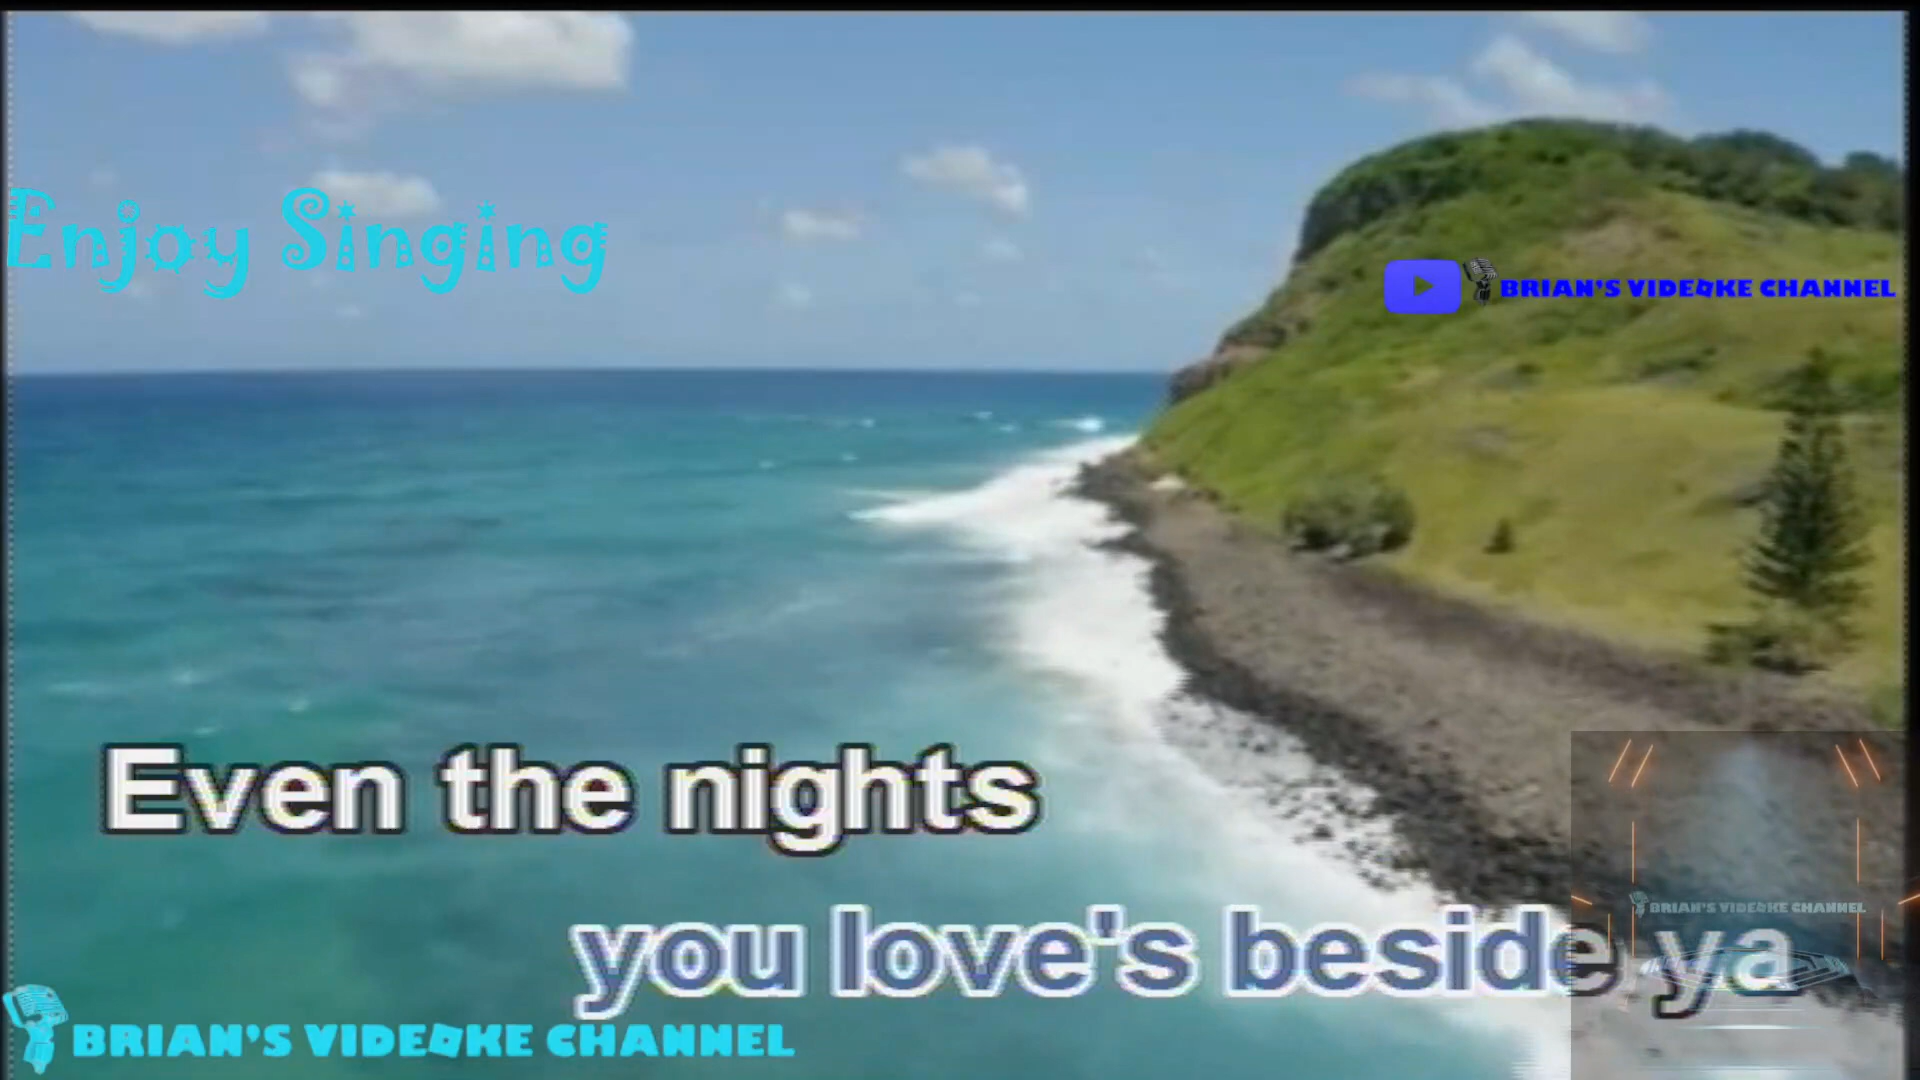 Enjoy Singing
BRIAN'S VIDEOKE CHANNEL
Even the nights
BRIAN'S VIDEOKE CHANNEL
you love's beside ya
BRIAN'S VIDEOKE CHANNEL